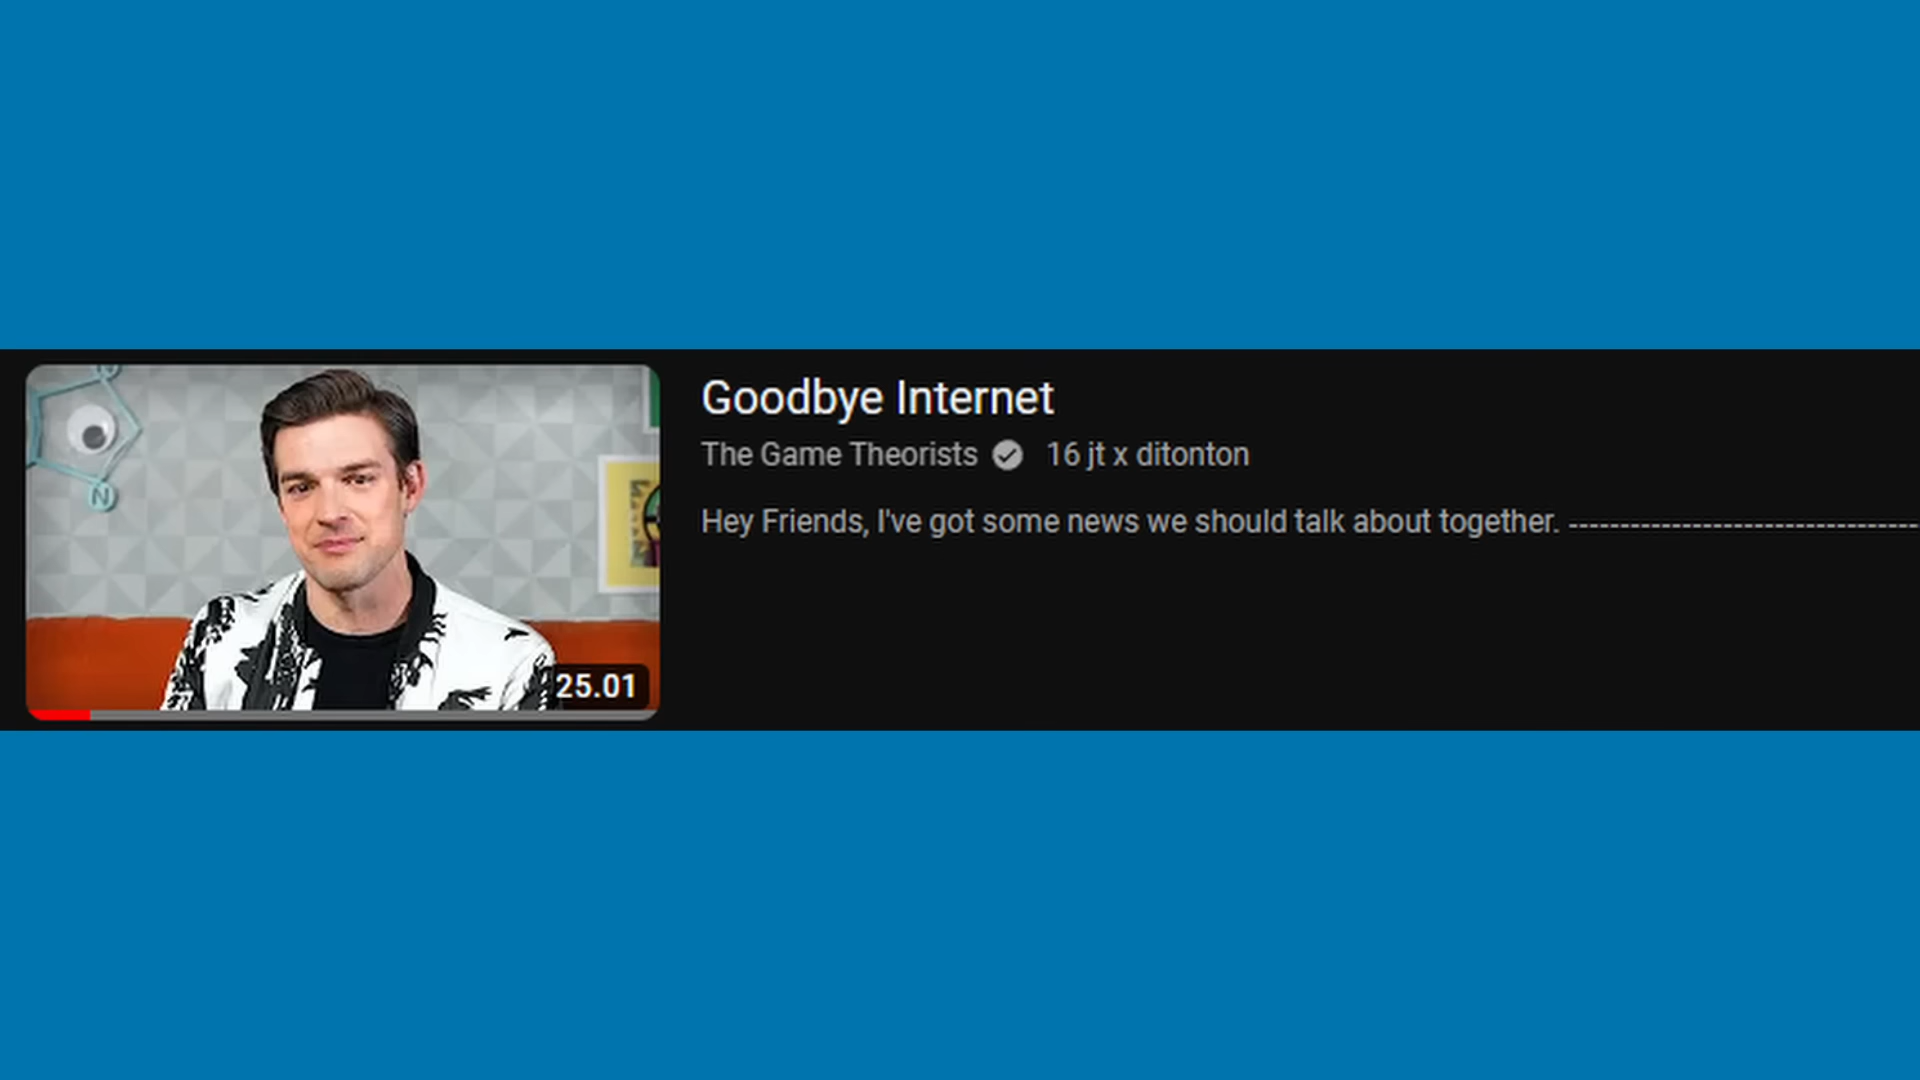 Goodbye Internet
The Game Theorists 16 jt x ditonton
Hey Friends, I've got some news we should talk about together. ----------------------------------
N
25.01